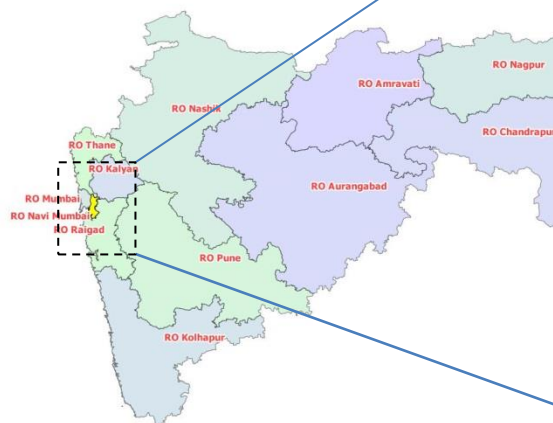 RO Nagpur
RO Amravati
RO Nashik
RO Chandrapur
RO Thane
RO Kalyan
RO Aurangabad
RO Mumbai
RO Navi Mumbai
RO Raigad
RO Pune
RO Kolhapur